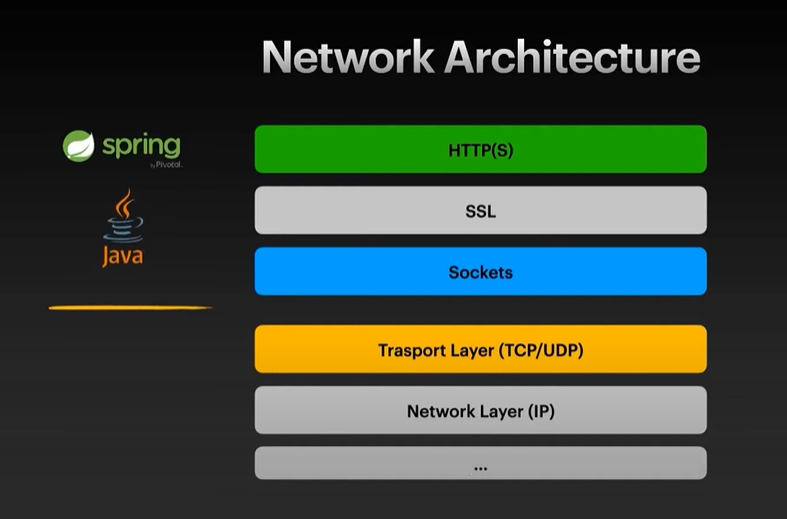 Network Architecture
spring
by Pivotal.
HTTP(S)
Java
SSL
Sockets
Trasport Layer (TCP/UDP)
Network Layer (IP)
...